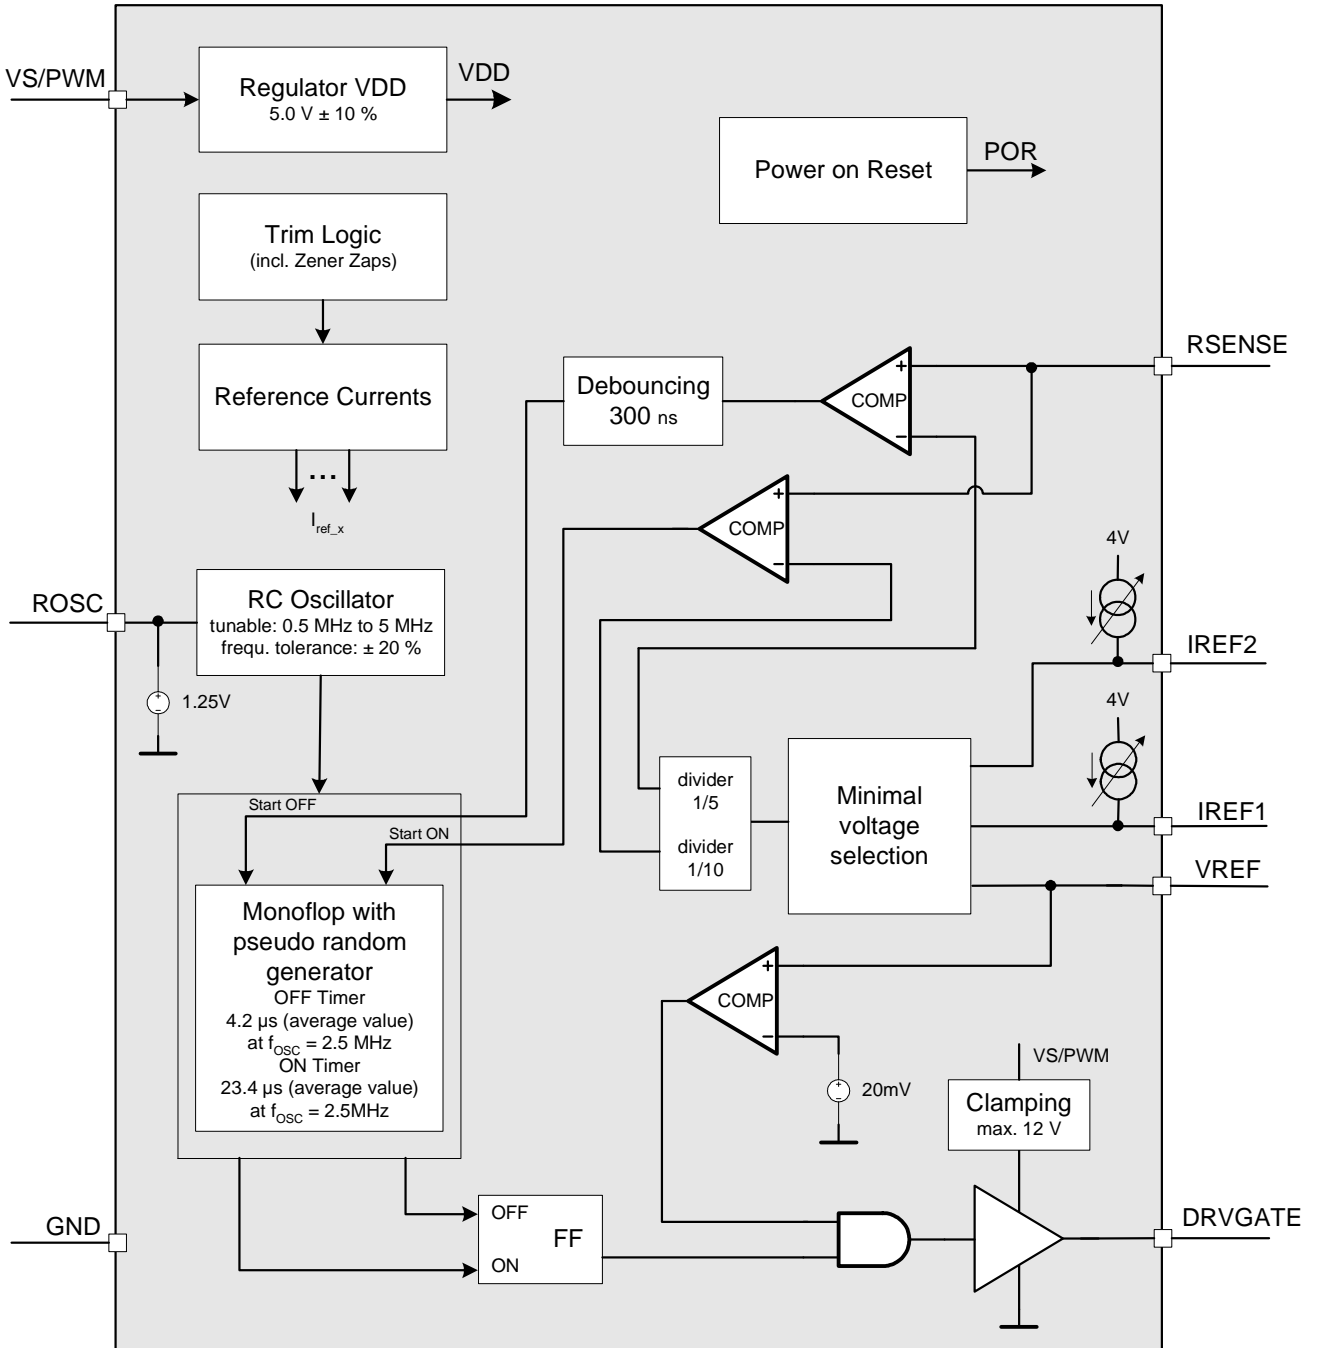 VS/PWM
Regulator VDD
5.0 V ± 10 %
VDD
Power on Reset
POR
Trim Logic
(incl. Zener Zaps)
Reference Currents
...
Iref_x
RSENSE
Debouncing
300 ns
+
COMP
−
+
COMP
−
4V
IREF2
ROSC
RC Oscillator
tunable: 0.5 MHz to 5 MHz
frequ. tolerance: ± 20 %
+
−
1.25V
4V
IREF1
VREF
divider
1/5
divider
1/10
Minimal
voltage
selection
Start OFF
Start ON
Monoflop with
pseudo random
generator
OFF Timer
4.2 µs (average value)
at fOSC = 2.5 MHz
ON Timer
23.4 µs (average value)
at fOSC = 2.5MHz
+
COMP
−
+
−
20mV
VS/PWM
Clamping
max. 12 V
GND
OFF
FF
ON
DRVGATE